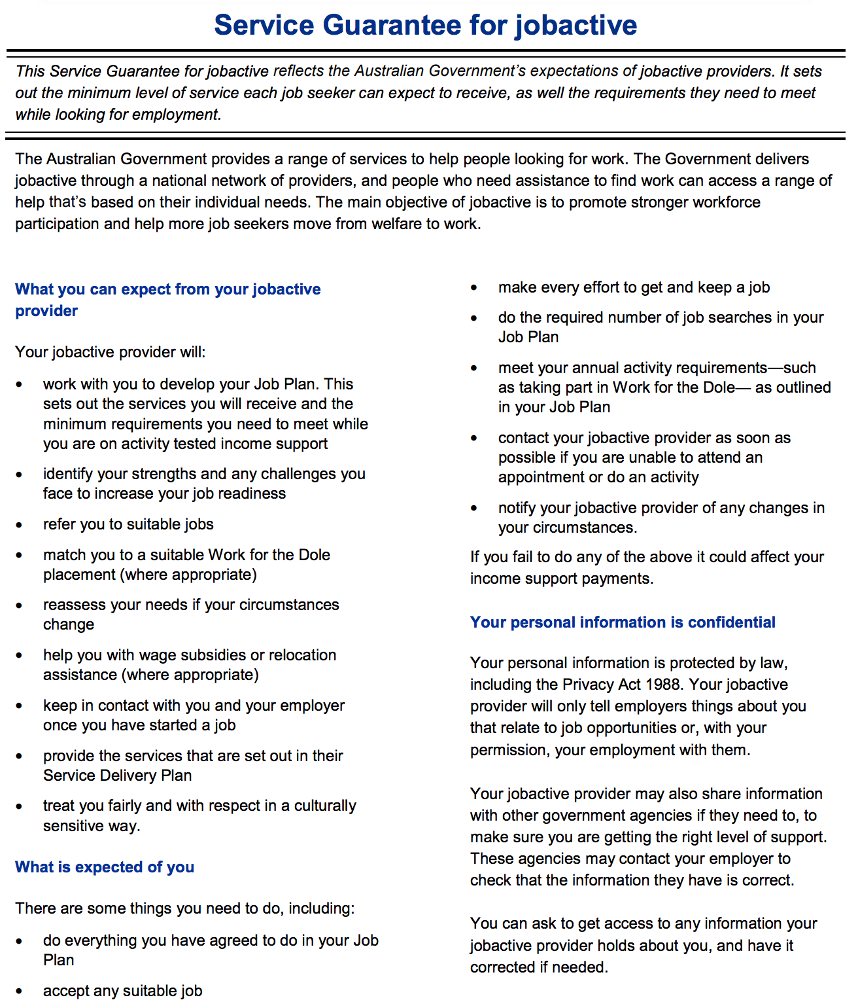 Service Guarantee for jobactive
This Service Guarantee for jobactive reflects the Australian Government’s expectations of jobactive providers. It sets
out the minimum level of service each job seeker can expect to receive, as well the requirements they need to meet
while looking for employment.
The Australian Government provides a range of services to help people looking for work. The Government delivers
jobactive through a national network of providers, and people who need assistance to find work can access a range of
help that’s based on their individual needs. The main objective of jobactive is to promote stronger workforce
participation and help more job seekers move from welfare to work.
What you can expect from your jobactive
provider
Your jobactive provider will:
• work with you to develop your Job Plan. This
sets out the services you will receive and the
minimum requirements you need to meet while
you are on activity tested income support
• identify your strengths and any challenges you
face to increase your job readiness
• refer you to suitable jobs
• match you to a suitable Work for the Dole
placement (where appropriate)
• reassess your needs if your circumstances
change
• help you with wage subsidies or relocation
assistance (where appropriate)
• keep in contact with you and your employer
once you have started a job
• provide the services that are set out in their
Service Delivery Plan
• treat you fairly and with respect in a culturally
sensitive way.
What is expected of you
There are some things you need to do, including:
• do everything you have agreed to do in your Job
Plan
• accept any suitable job
• make every effort to get and keep a job
• do the required number of job searches in your
Job Plan
• meet your annual activity requirements—such
as taking part in Work for the Dole— as outlined
in your Job Plan
• contact your jobactive provider as soon as
possible if you are unable to attend an
appointment or do an activity
• notify your jobactive provider of any changes in
your circumstances.
If you fail to do any of the above it could affect your
income support payments.
Your personal information is confidential
Your personal information is protected by law,
including the Privacy Act 1988. Your jobactive
provider will only tell employers things about you
that relate to job opportunities or, with your
permission, your employment with them.
Your jobactive provider may also share information
with other government agencies if they need to, to
make sure you are getting the right level of support.
These agencies may contact your employer to
check that the information they have is correct.
You can ask to get access to any information your
jobactive provider holds about you, and have it
corrected if needed.